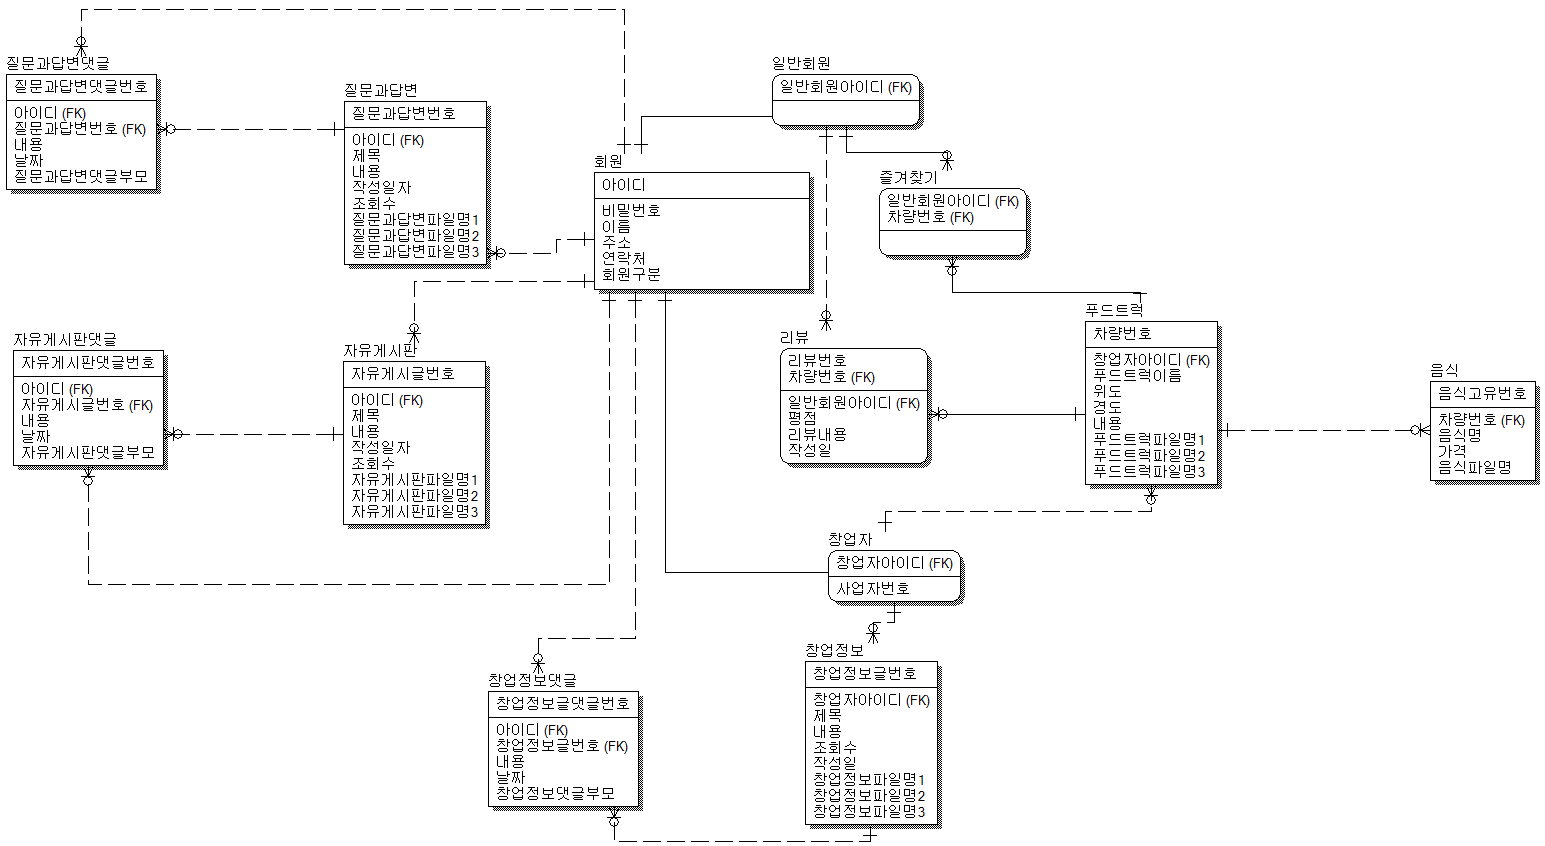 질문과답변댓글
질문과답변댓글번호
아이디 (FK)
질문과답변번호 (FK)
내용
날짜
질문과답변댓글부모
질문과답변
질문과답변번호
아이디 (FK)
제목
내용
작성일자
조회수
질문과답변파일명1
질문과답변파일명2
질문과답변파일명3
회원
아이디
비밀번호
이름
주소
연락처
회원구분
일반회원
일반회원아이디 (FK)
즐겨찾기
일반회원아이디 (FK)
차량번호 (FK)
자유게시판댓글
자유게시판댓글번호
아이디 (FK)
자유게시글번호 (FK)
내용
날짜
자유게시판댓글부모
자유게시판
자유게시글번호
아이디 (FK)
제목
내용
작성일자
조회수
자유게시판파일명1
자유게시판파일명2
자유게시판파일명3
리뷰
리뷰번호
차량번호 (FK)
일반회원아이디 (FK)
평점
리뷰내용
작성일
푸드트럭
차량번호
창업자아이디 (FK)
푸드트럭이름
위도
경도
내용
푸드트럭파일명1
푸드트럭파일명2
푸드트럭파일명3
음식
음식고유번호
차량번호 (FK)
음식명
가격
음식파일명
창업자
창업자아이디 (FK)
사업자번호
창업정보댓글
창업정보글댓글번호
아이디 (FK)
창업정보글번호 (FK)
내용
날짜
창업정보댓글부모
창업정보
창업정보글번호
창업자아이디 (FK)
제목
내용
조회수
작성일
창업정보파일명1
창업정보파일명2
창업정보파일명3